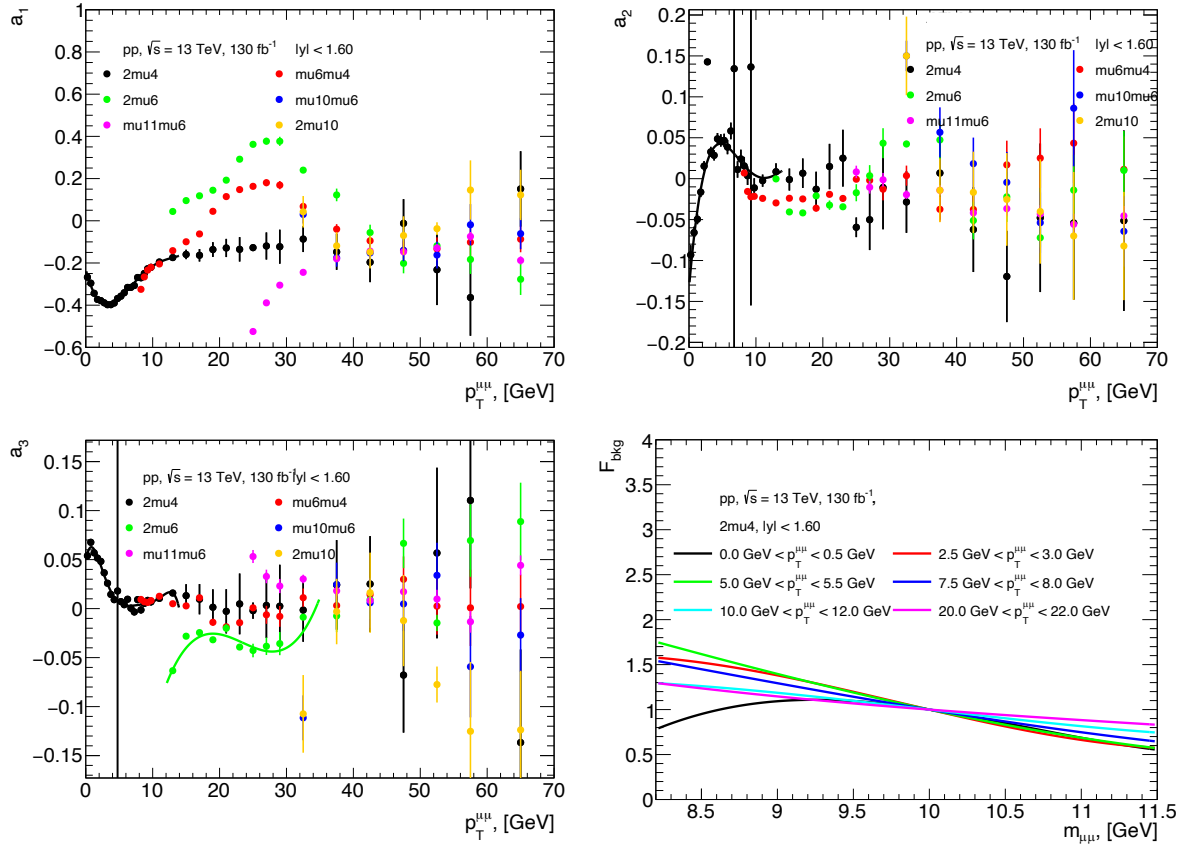 a₁
1
0.8
0.6
0.4
0.2
0
−0.2
−0.4
−0.6
pp, √s = 13 TeV, 130 fb⁻¹ |y| < 1.60
2mu4 mu6mu4
2mu6 mu10mu6
mu11mu6 2mu10
0 10 20 30 40 50 60 70
p_T^μμ, [GeV]
a₂
0.2
0.15
0.1
0.05
0
−0.05
−0.1
−0.15
−0.2
pp, √s = 13 TeV, 130 fb⁻¹ |y| < 1.60
2mu4 mu6mu4
2mu6 mu10mu6
mu11mu6 2mu10
0 10 20 30 40 50 60 70
p_T^μμ, [GeV]
a₃
0.15
0.1
0.05
0
−0.05
−0.1
−0.15
pp, √s = 13 TeV, 130 fb⁻¹ |y| < 1.60
2mu4 mu6mu4
2mu6 mu10mu6
mu11mu6 2mu10
0 10 20 30 40 50 60 70
p_T^μμ, [GeV]
F_bkg
4
3.5
3
2.5
2
1.5
1
0.5
0
pp, √s = 13 TeV, 130 fb⁻¹,
2mu4, |y| < 1.60
0.0 GeV < p_T^μμ < 0.5 GeV 2.5 GeV < p_T^μμ < 3.0 GeV
5.0 GeV < p_T^μμ < 5.5 GeV 7.5 GeV < p_T^μμ < 8.0 GeV
10.0 GeV < p_T^μμ < 12.0 GeV 20.0 GeV < p_T^μμ < 22.0 GeV
8.5 9 9.5 10 10.5 11 11.5
m_μμ, [GeV]